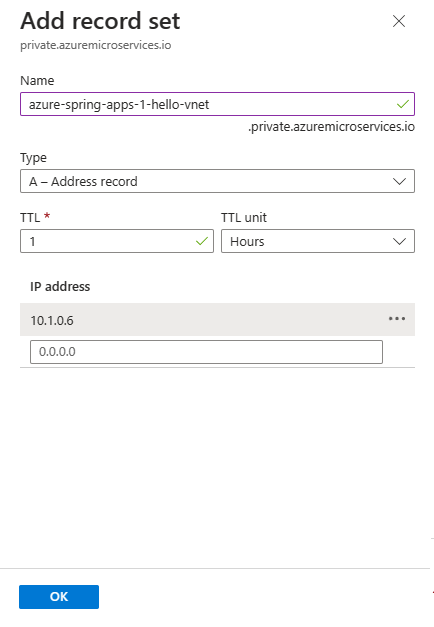 Add record set
private.azuremicroservices.io
Name
azure-spring-apps-1-hello-vnet
.private.azuremicroservices.io
Type
A – Address record
TTL * TTL unit
1 Hours
IP address
10.1.0.6
0.0.0.0
OK